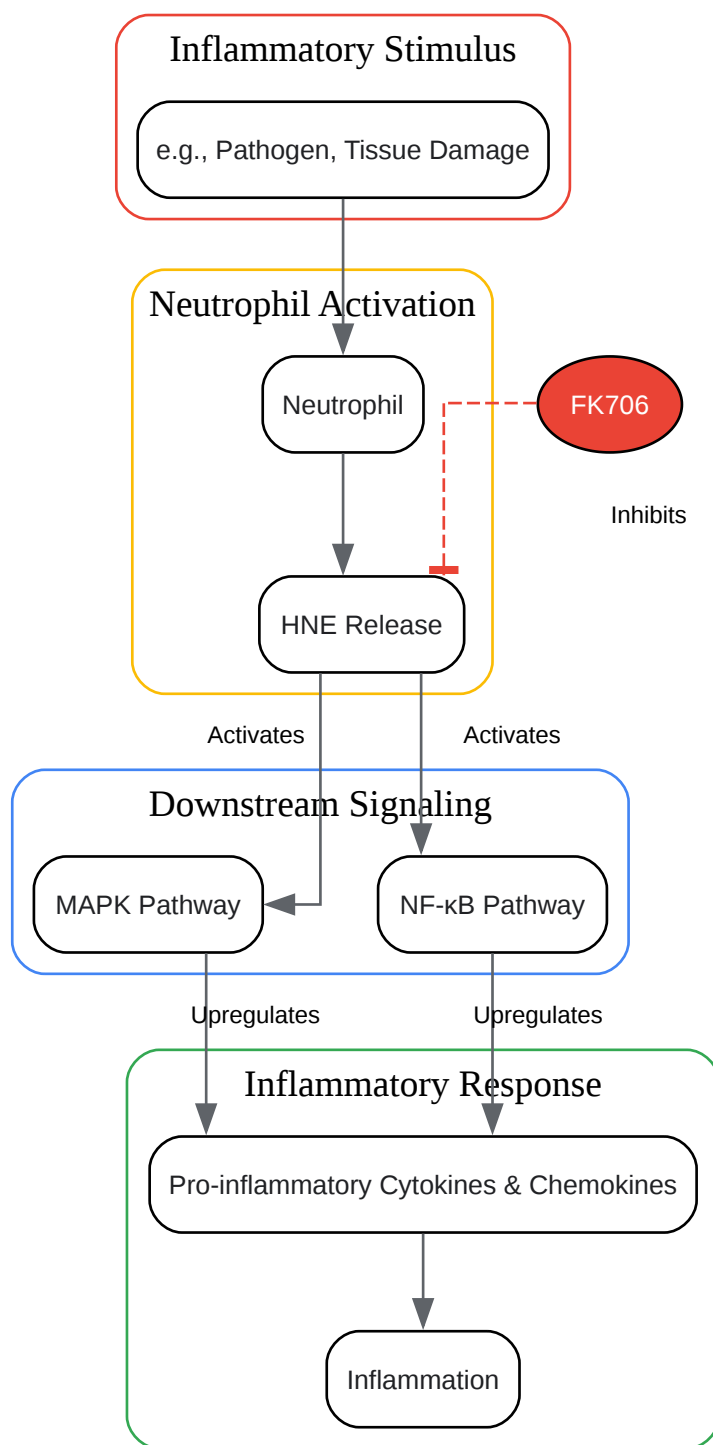 Inflammatory Stimulus
e.g., Pathogen, Tissue Damage
Neutrophil Activation
Neutrophil
FK706
Inhibits
HNE Release
Activates
Activates
Downstream Signaling
MAPK Pathway
NF-κB Pathway
Upregulates
Upregulates
Inflammatory Response
Pro-inflammatory Cytokines & Chemokines
Inflammation